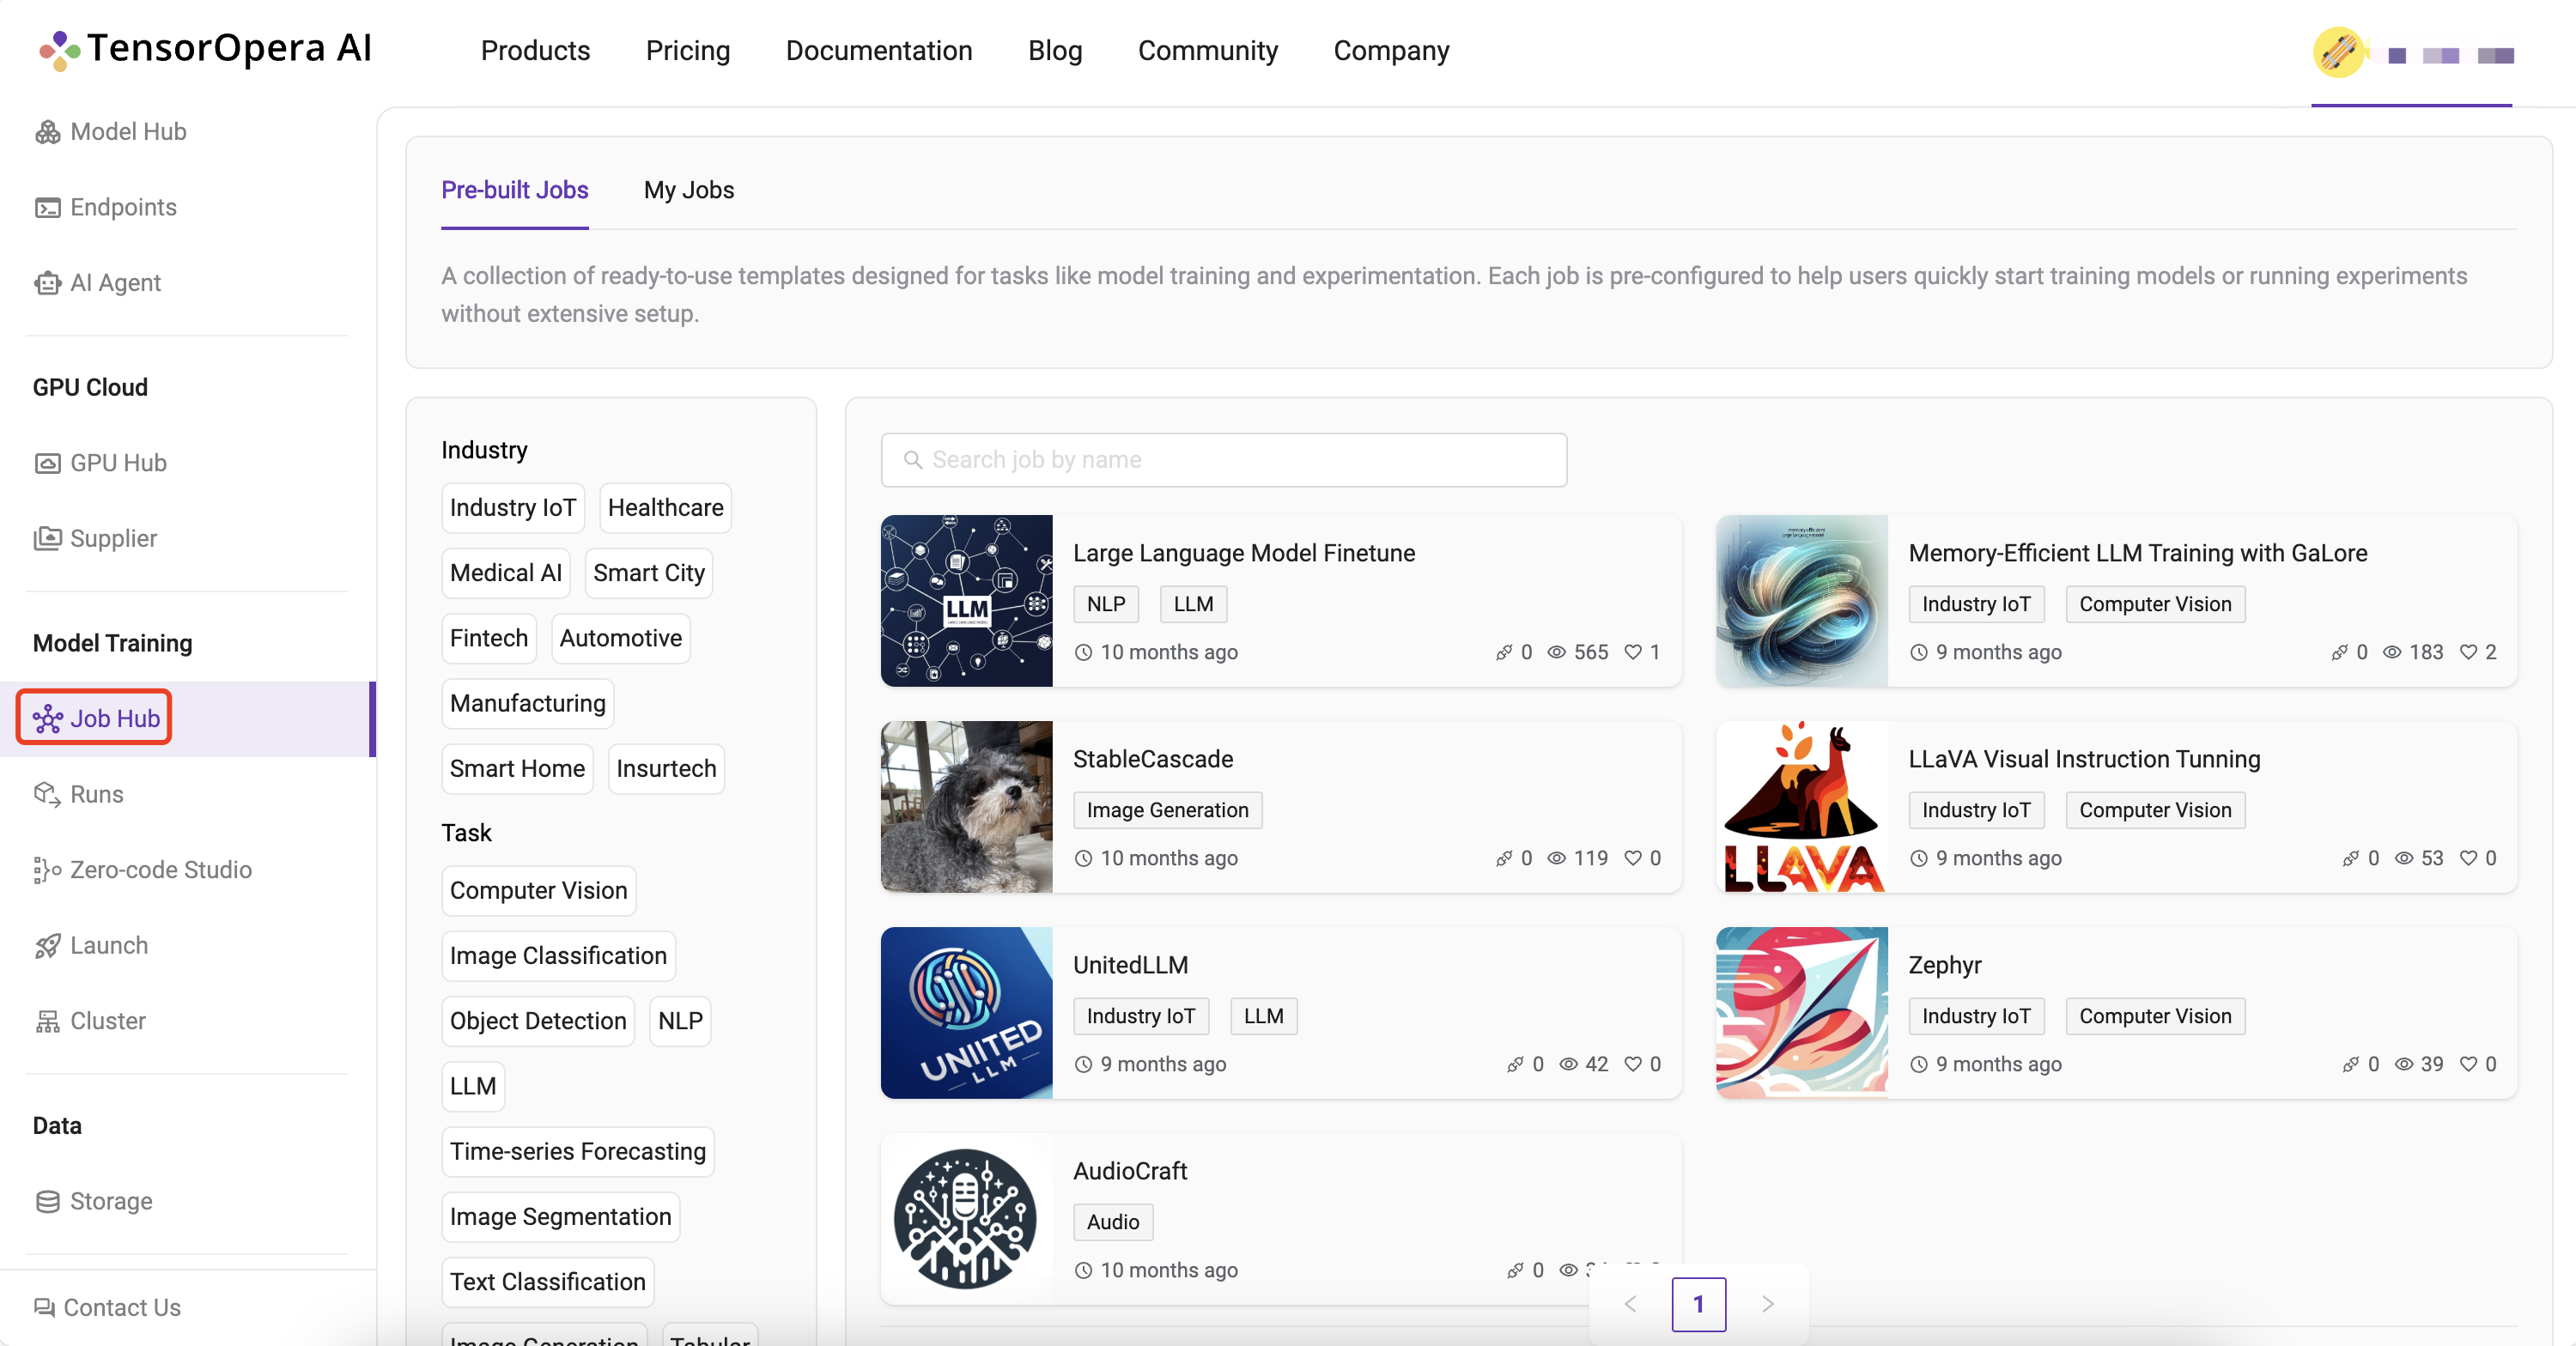 TensorOpera AI
Products
Pricing
Documentation
Blog
Community
Company
Model Hub
Endpoints
AI Agent
GPU Cloud
GPU Hub
Supplier
Model Training
Job Hub
Runs
Zero-code Studio
Launch
Cluster
Data
Storage
Contact Us
Pre-built Jobs
My Jobs
A collection of ready-to-use templates designed for tasks like model training and experimentation. Each job is pre-configured to help users quickly start training models or running experiments
without extensive setup.
Industry
Industry IoT
Healthcare
Medical AI
Smart City
Fintech
Automotive
Manufacturing
Smart Home
Insurtech
Task
Computer Vision
Image Classification
Object Detection
NLP
LLM
Time-series Forecasting
Image Segmentation
Text Classification
Image Generation
Tabular
Search job by name
LLM
LARGE LANGUAGE MODEL
Large Language Model Finetune
NLP
LLM
10 months ago
0
565
1
Memory-Efficient LLM Training with GaLore
Industry IoT
Computer Vision
9 months ago
0
183
2
StableCascade
Image Generation
10 months ago
0
119
0
LLAVA
LLaVA Visual Instruction Tunning
Industry IoT
Computer Vision
9 months ago
0
53
0
UNIITED
LLM
UnitedLLM
Industry IoT
LLM
9 months ago
0
42
0
Zephyr
Industry IoT
Computer Vision
9 months ago
0
39
0
AudioCraft
Audio
10 months ago
0
1